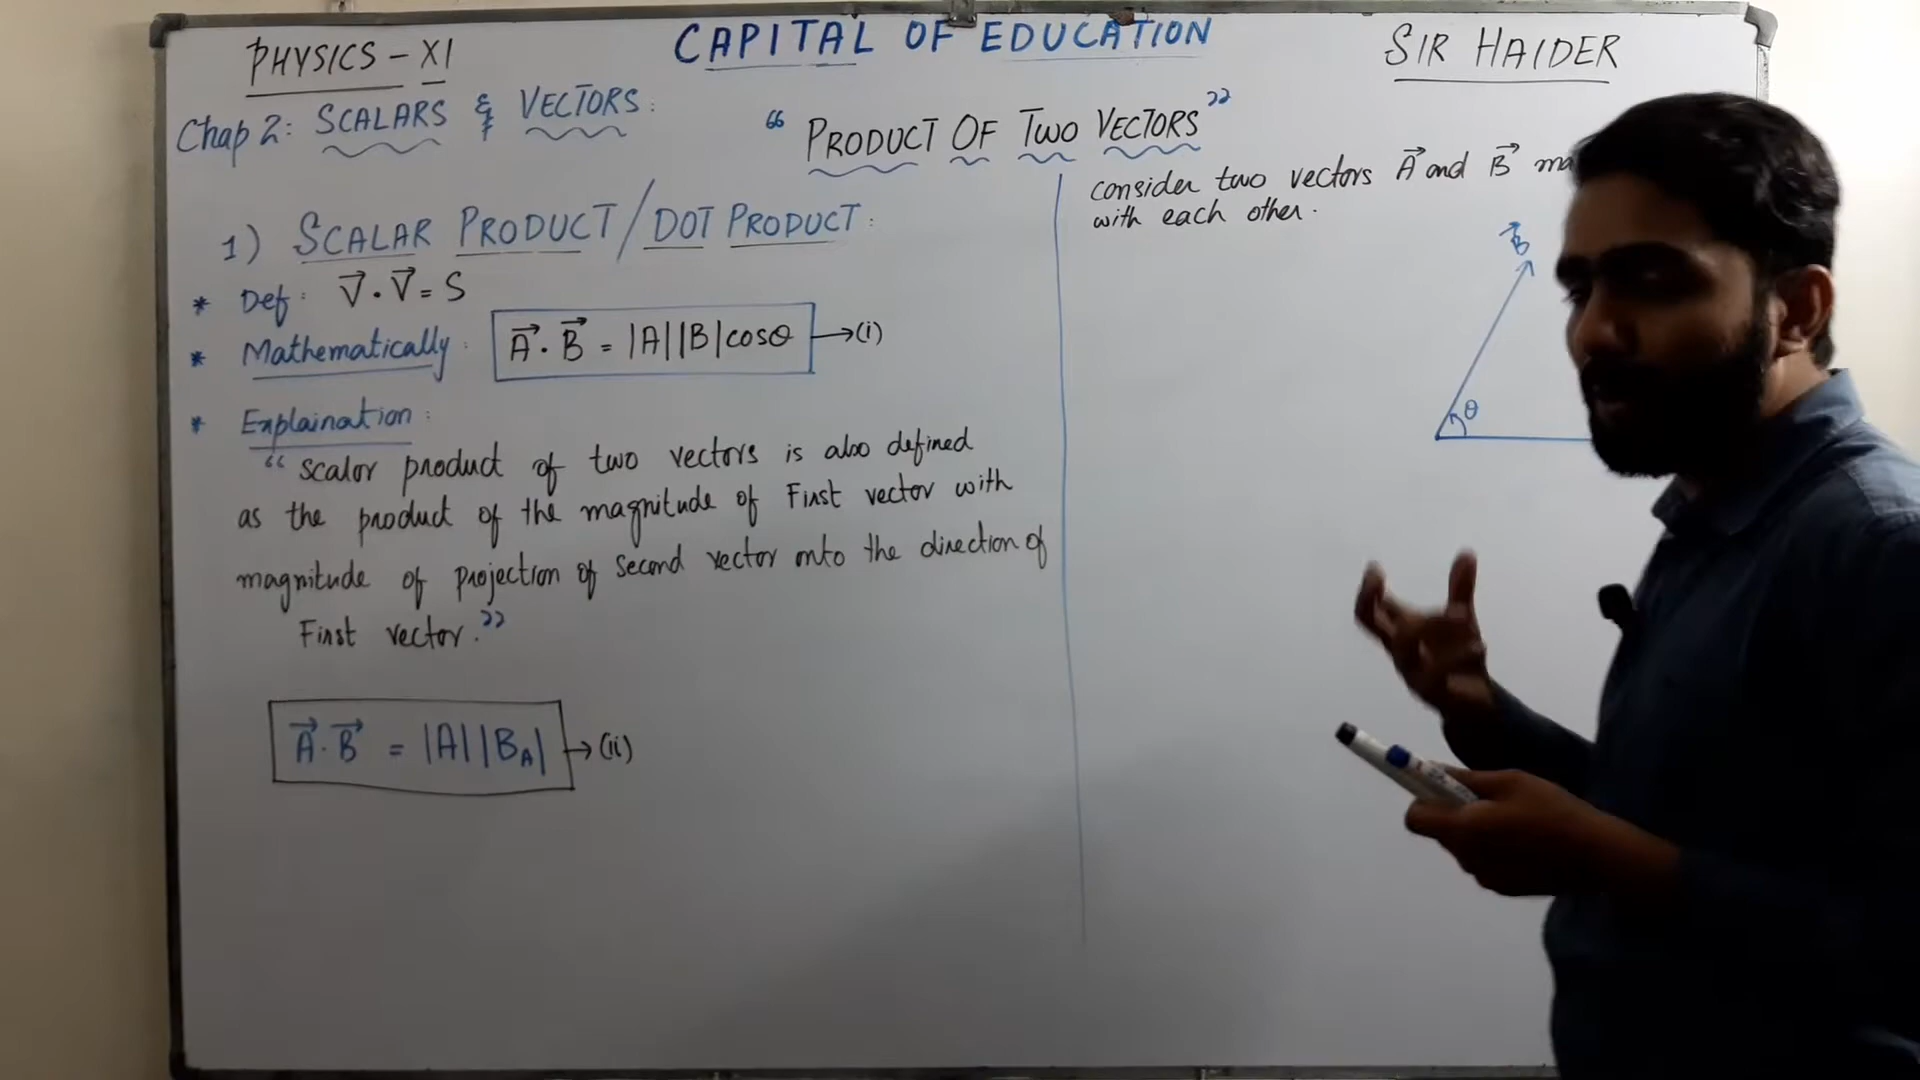 PHYSICS - XI
CAPITAL OF EDUCATION
SIR HAIDER
Chap 2: SCALARS & VECTORS:
“ PRODUCT OF TWO VECTORS ”
1) SCALAR PRODUCT / DOT PRODUCT:
* Def: V⃗ . V⃗ = S
* Mathematically: A⃗ . B⃗ = |A||B|cosθ →(i)
* Explaination:
“ scalor product of two vectors is also defined
as the product of the magnitude of First vector with
magnitude of projection of second vector onto the direction of
First vector. ”
A⃗ . B⃗ = |A||B_A| →(ii)
consider two vectors A⃗ and B⃗
with each other.
B⃗
θ